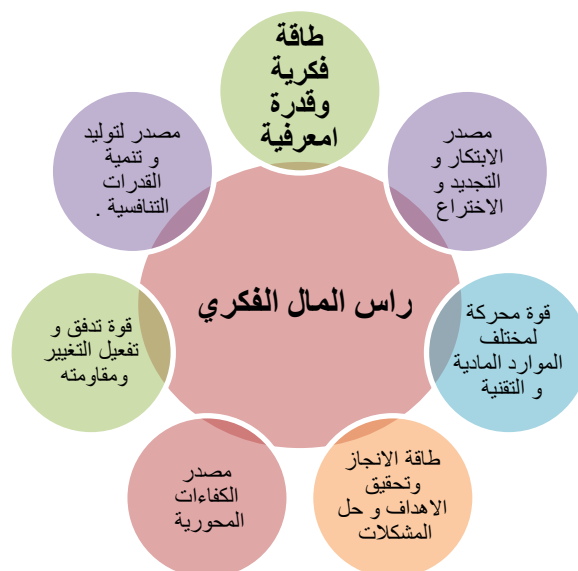 طاقة
فكرية
وقدرة
امعرفية
مصدر
الابتكار و
التجديد و
الاختراع
قوة محركة
لمختلف
الموارد المادية
و التقنية
طاقة الانجاز
وتحقيق
الاهداف و حل
المشكلات
مصدر
الكفاءات
المحورية
قوة تدفق و
تفعيل التغيير
ومقاومته
مصدر لتوليد
و تنمية
القدرات
التنافسية .
راس المال الفكري